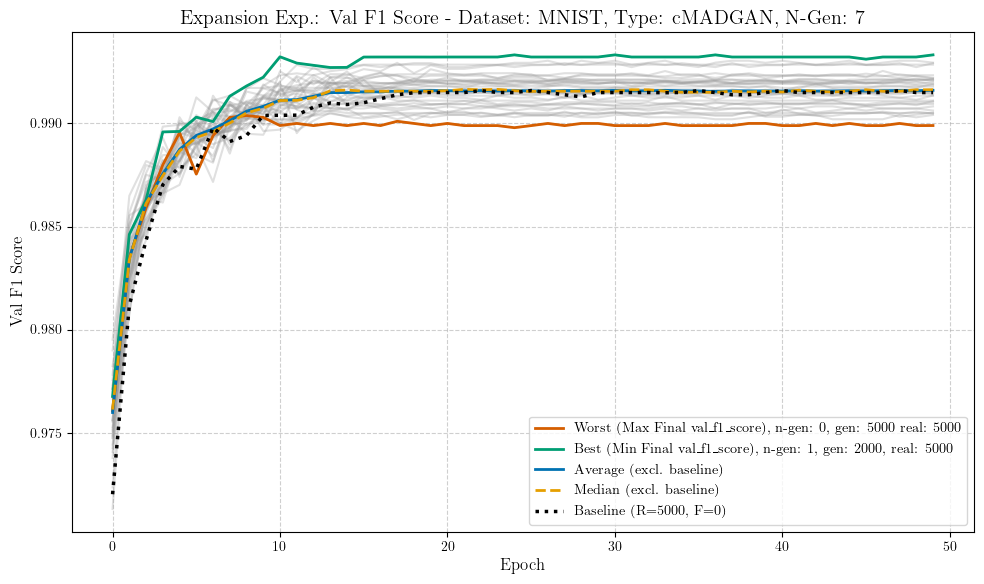 Expansion Exp.: Val F1 Score - Dataset: MNIST, Type: cMADGAN, N-Gen: 7
Val F1 Score
0.990
0.985
0.980
0.975
Worst (Max Final val_f1_score), n-gen: 0, gen: 5000 real: 5000
Best (Min Final val_f1_score), n-gen: 1, gen: 2000, real: 5000
Average (excl. baseline)
Median (excl. baseline)
Baseline (R=5000, F=0)
0
10
20
30
40
50
Epoch